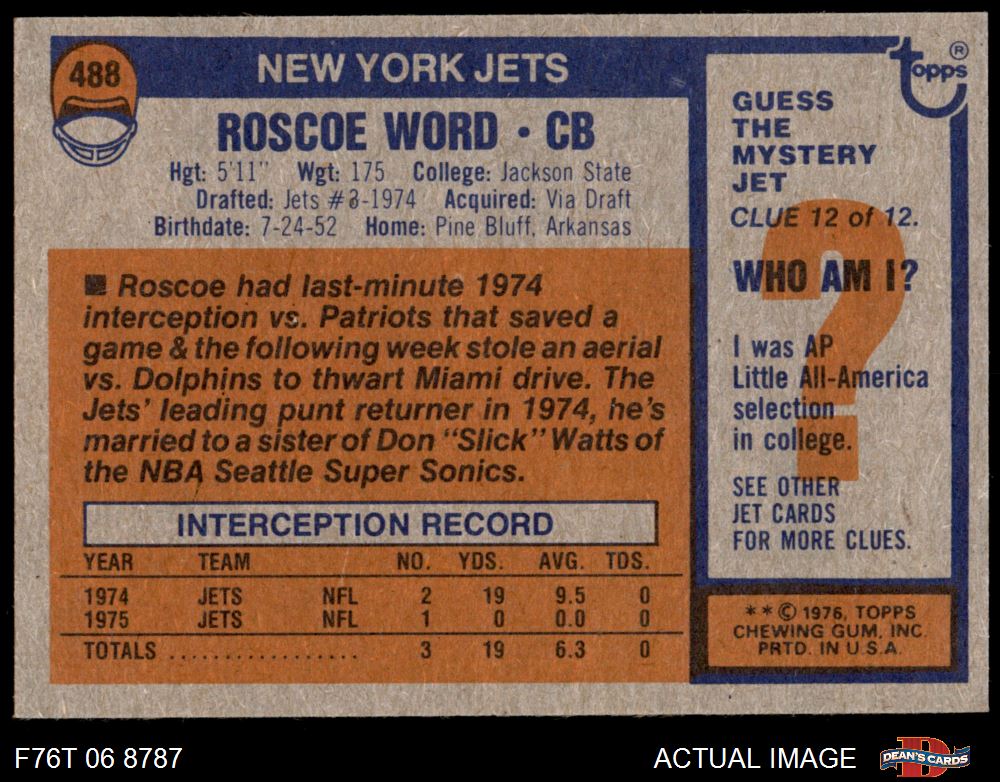 488
NEW YORK JETS
ROSCOE WORD • CB
Hgt: 5'11" Wgt: 175 College: Jackson State
Drafted: Jets #3-1974 Acquired: Via Draft
Birthdate: 7-24-52 Home: Pine Bluff, Arkansas
■ Roscoe had last-minute 1974
interception vs. Patriots that saved a
game & the following week stole an aerial
vs. Dolphins to thwart Miami drive. The
Jets' leading punt returner in 1974, he's
married to a sister of Don "Slick" Watts of
the NBA Seattle Super Sonics.
INTERCEPTION RECORD
YEAR TEAM NO. YDS. AVG. TDS.
1974 JETS NFL 2 19 9.5 0
1975 JETS NFL 1 0 0.0 0
TOTALS .................. 3 19 6.3 0
topps ®
GUESS
THE
MYSTERY
JET
CLUE 12 of 12.
?
WHO AM I?
I was AP
Little All-America
selection
in college.
SEE OTHER
JET CARDS
FOR MORE CLUES.
* * © 1976, TOPPS
CHEWING GUM, INC.
PRTD. IN U.S.A.
F76T 06 8787
ACTUAL IMAGE
D
DEAN'S CARDS